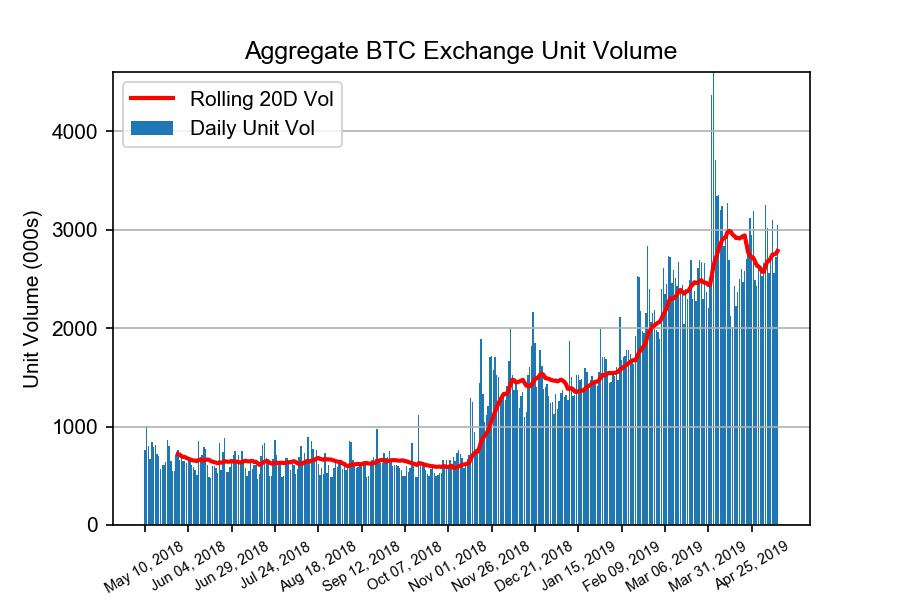 Aggregate BTC Exchange Unit Volume
Rolling 20D Vol
Daily Unit Vol
Unit Volume (000s)
4000
3000
2000
1000
0
May 10, 2018
Jun 04, 2018
Jun 29, 2018
Jul 24, 2018
Aug 18, 2018
Sep 12, 2018
Oct 07, 2018
Nov 01, 2018
Nov 26, 2018
Dec 21, 2018
Jan 15, 2019
Feb 09, 2019
Mar 06, 2019
Mar 31, 2019
Apr 25, 2019